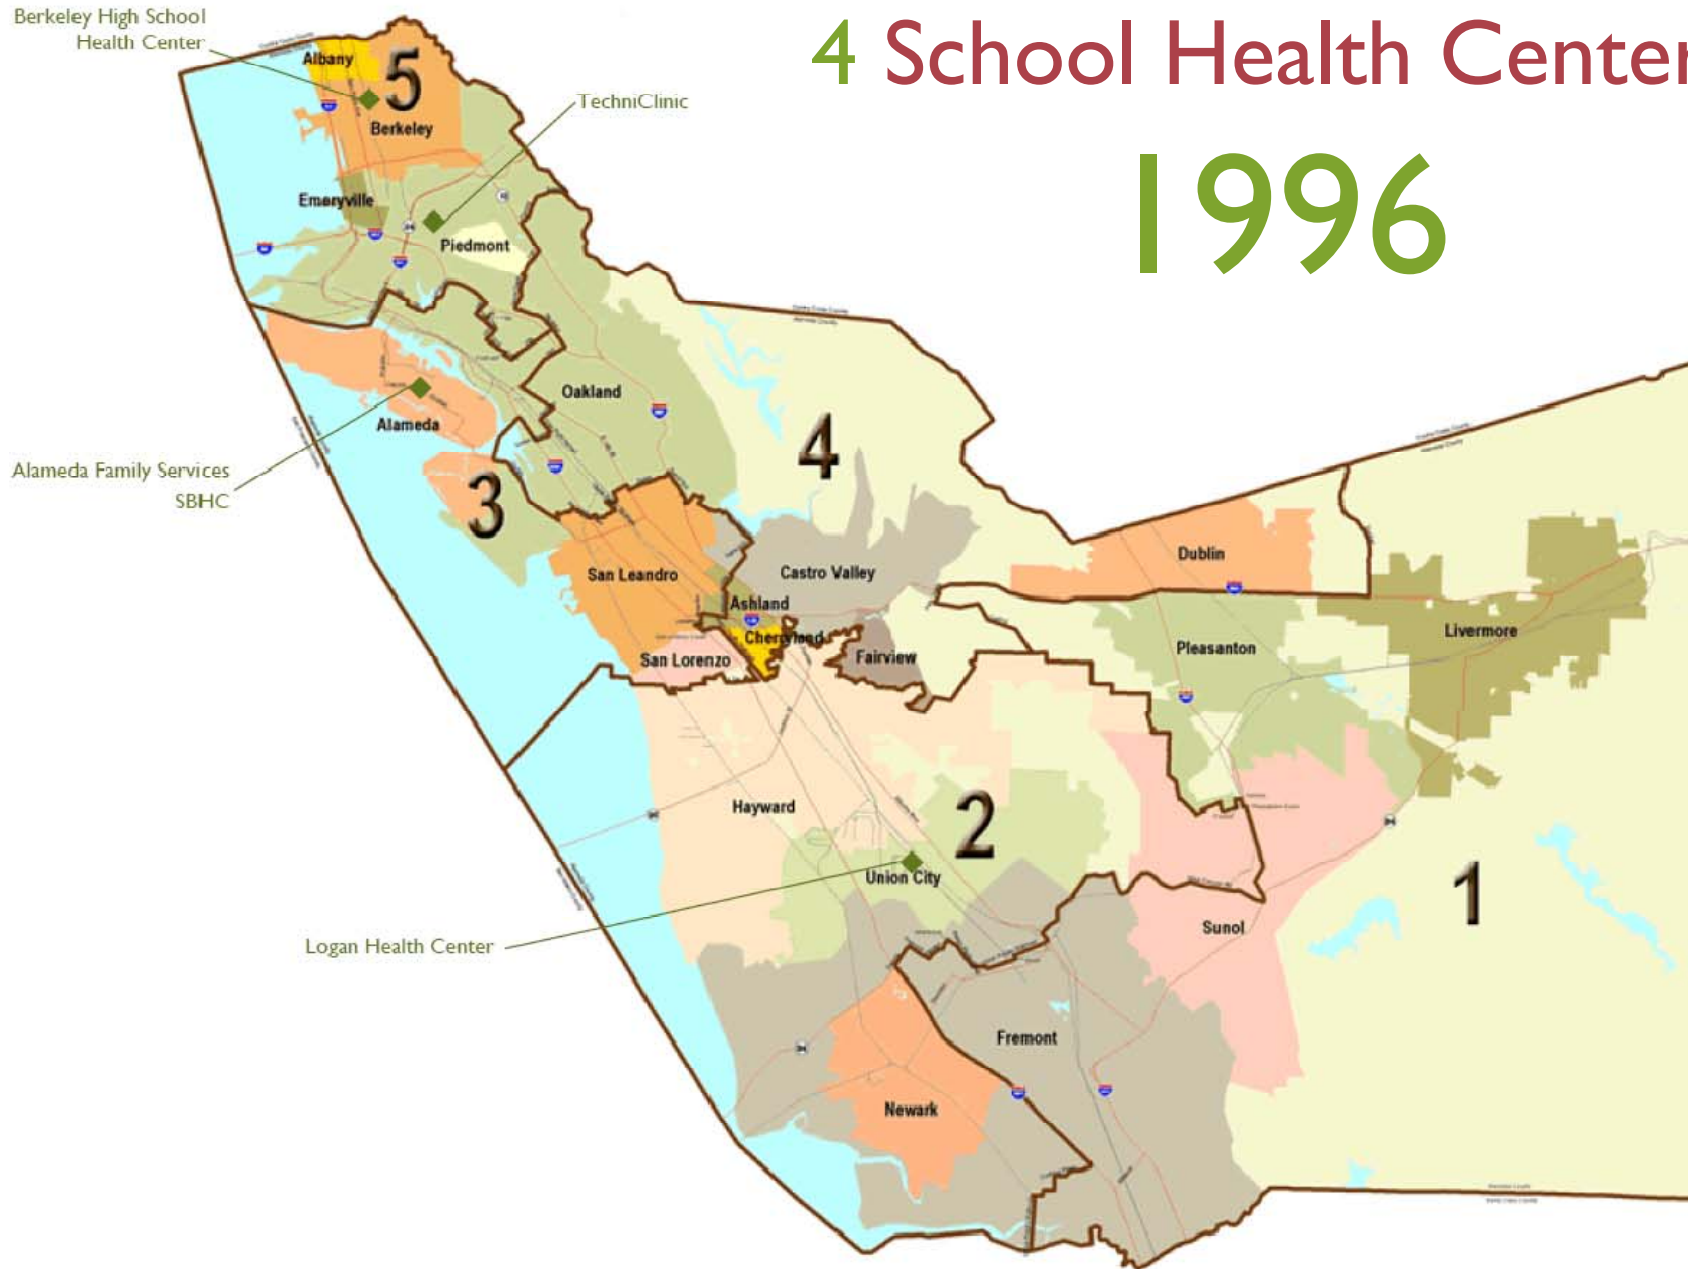 Berkeley High School
Health Center
4 School Health Center
1996
TechniClinic
Albany
5
Berkeley
Emeryville
Piedmont
Oakland
Alameda
4
Alameda Family Services
SBHC
3
Dublin
San Leandro
Castro Valley
Ashland
Cherryland
Livermore
Pleasanton
San Lorenzo
Fairview
Hayward
2
Union City
1
Sunol
Logan Health Center
Fremont
Newark